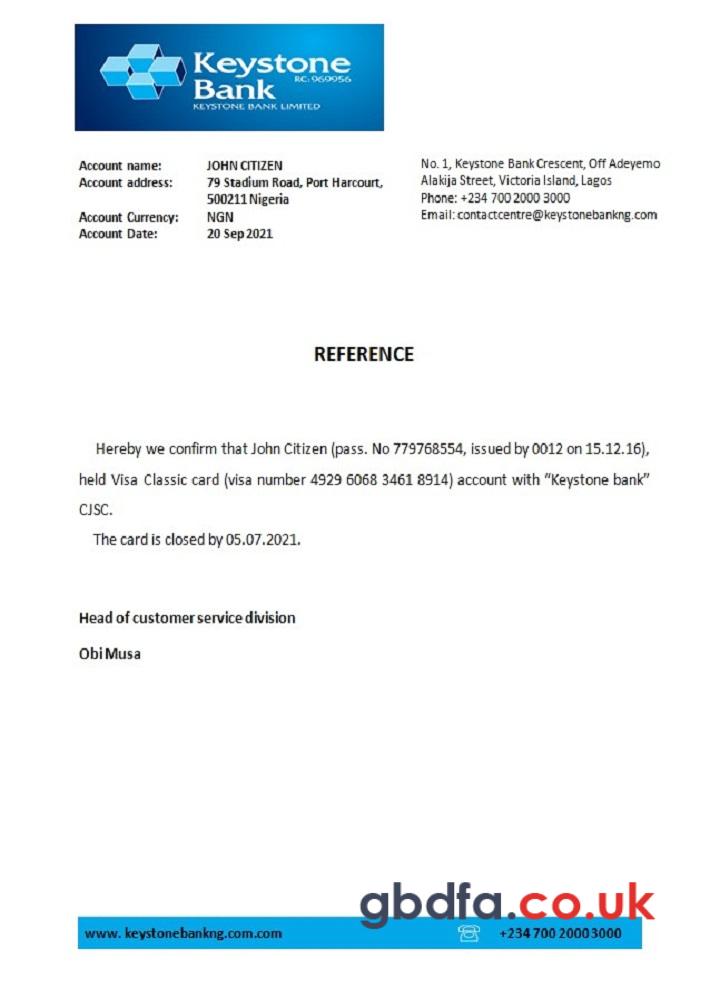 Keystone
Bank
RC: 969956
KEYSTONE BANK LIMITED
Account name: JOHN CITIZEN
Account address: 79 Stadium Road, Port Harcourt,
500211 Nigeria
Account Currency: NGN
Account Date: 20 Sep 2021
No. 1, Keystone Bank Crescent, Off Adeyemo
Alakija Street, Victoria Island, Lagos
Phone: +234 700 2000 3000
Email: contactcentre@keystonebankng.com
REFERENCE
Hereby we confirm that John Citizen (pass. No 779768554, issued by 0012 on 15.12.16),
held Visa Classic card (visa number 4929 6068 3461 8914) account with “Keystone bank”
CJSC.
The card is closed by 05.07.2021.
Head of customer service division
Obi Musa
gbdfa.co.uk
www. keystonebankng.com.com
+234 700 2000 3000